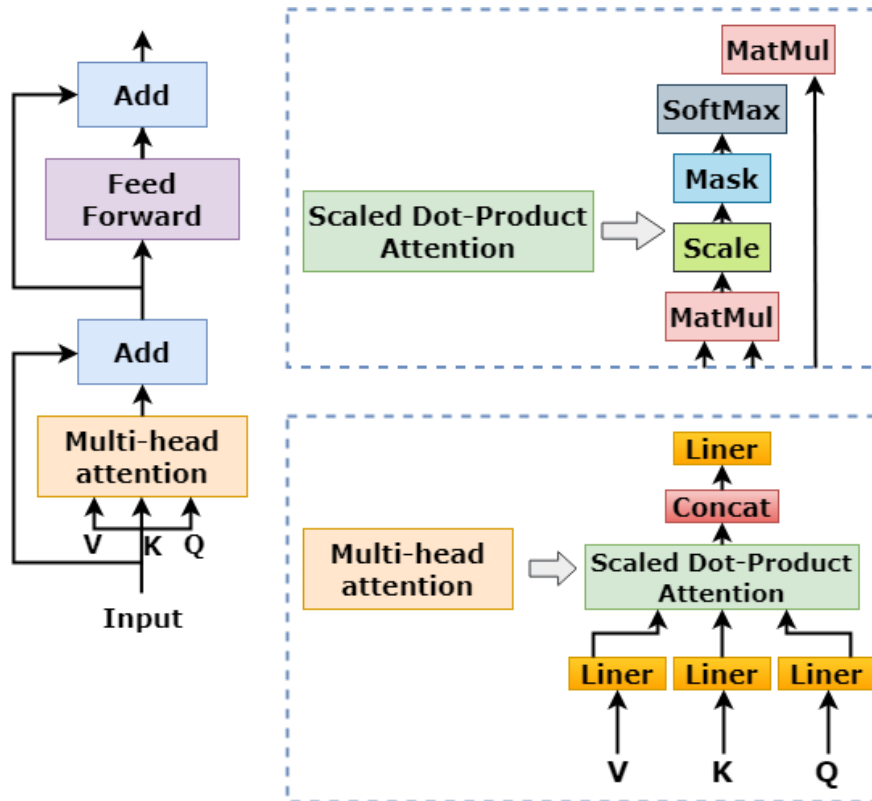 Add
Feed
Forward
Add
Multi-head
attention
V K Q
Input
MatMul
SoftMax
Mask
Scaled Dot-Product
Attention
Scale
MatMul
Liner
Concat
Multi-head
attention
Scaled Dot-Product
Attention
Liner Liner Liner
V K Q